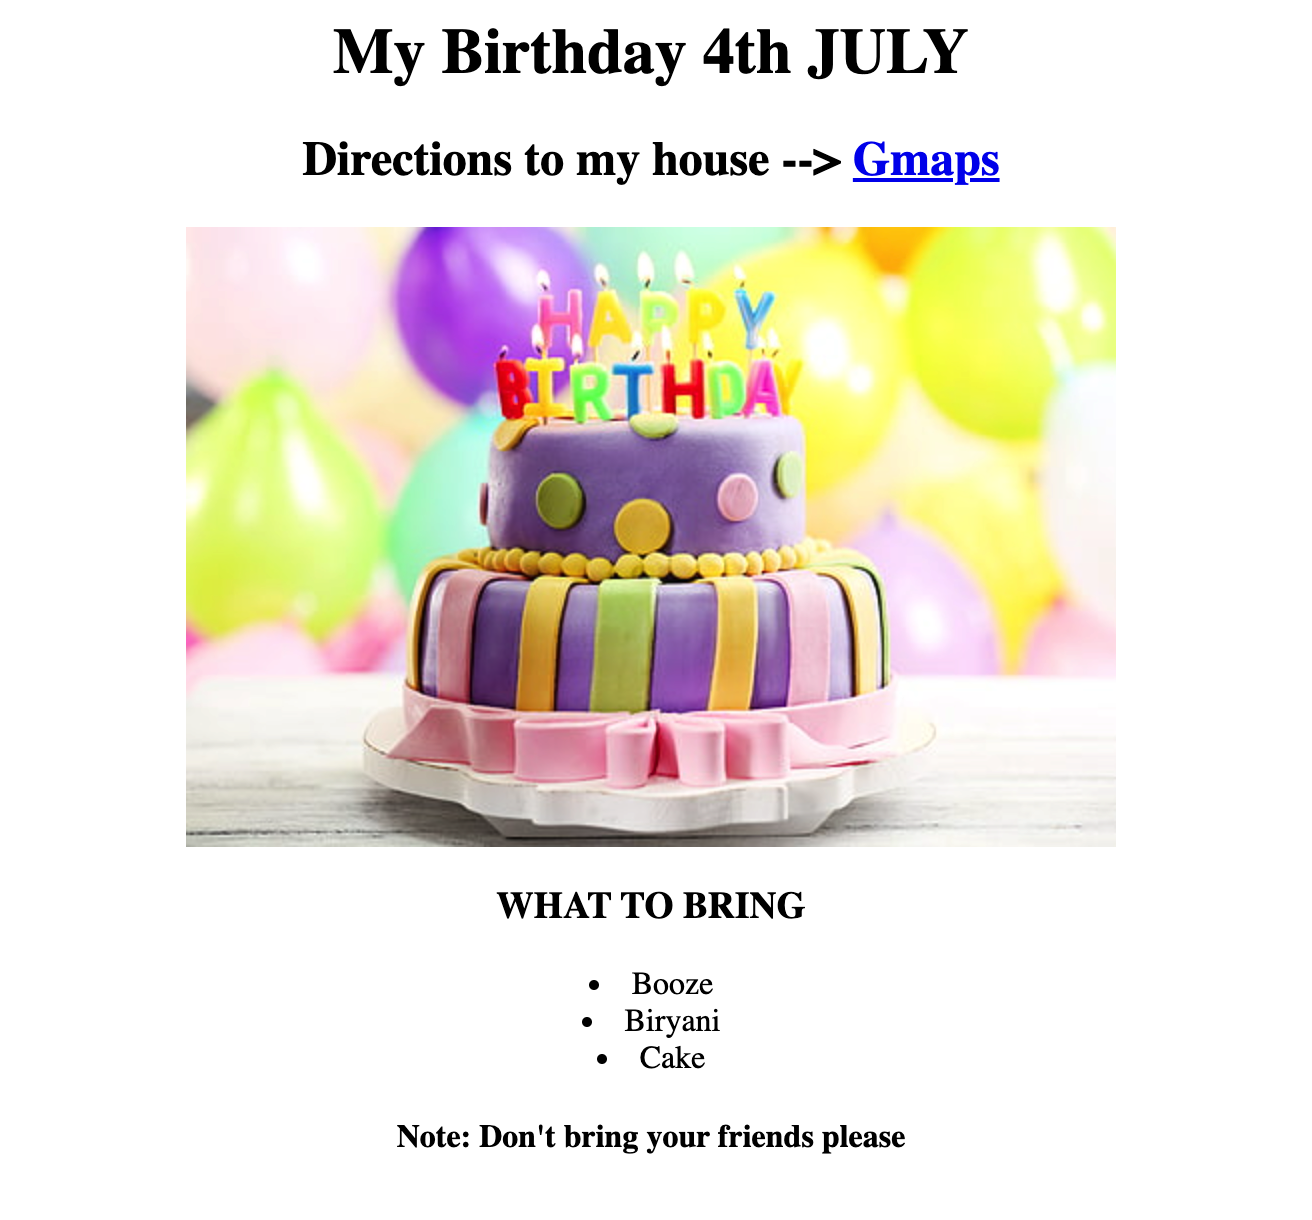 My Birthday 4th JULY
Directions to my house --> Gmaps
HAPPY
BIRTHDAY
WHAT TO BRING
• Booze
• Biryani
• Cake
Note: Don't bring your friends please